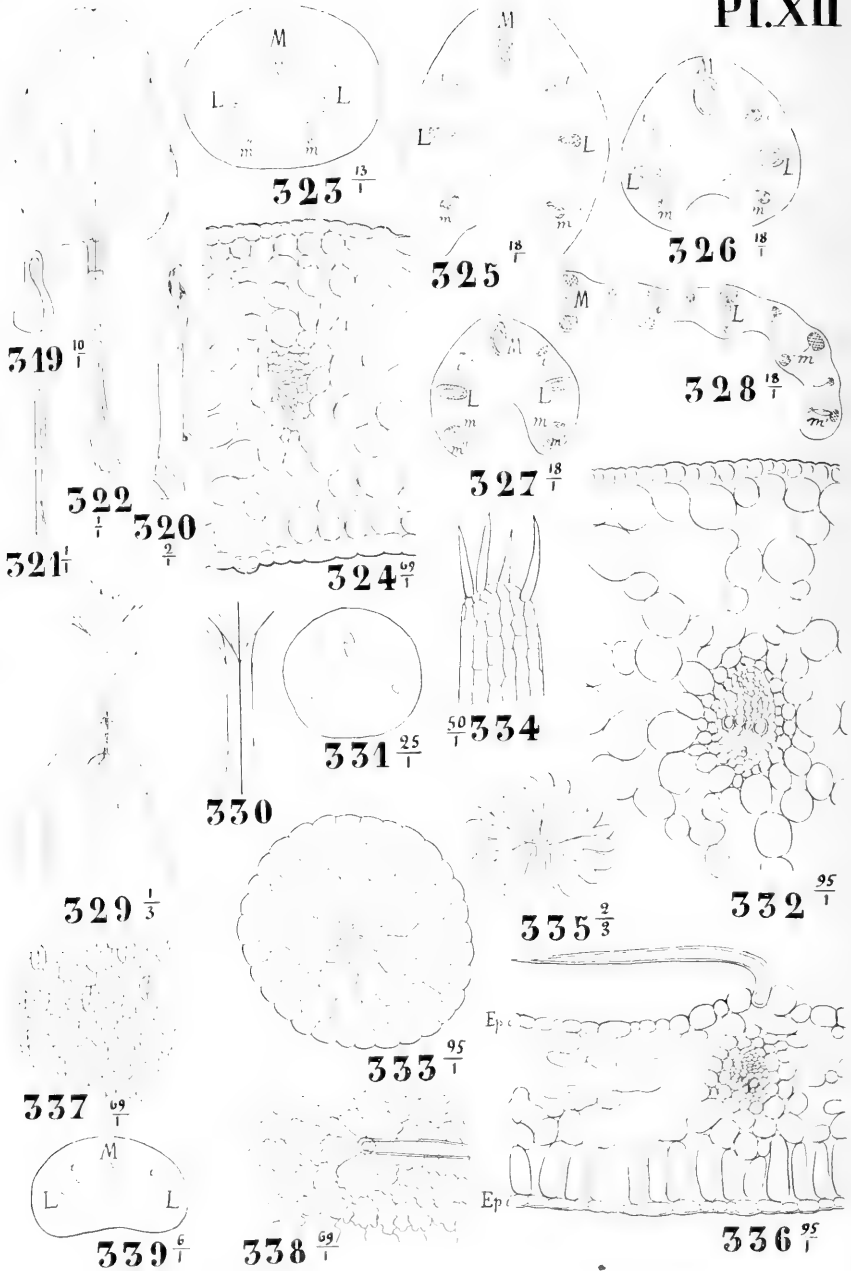 Pl.XII
M
L L
m m
323 13/1
M
L L
m m
325 18/1
M
L L
m m
326 18/1
319 10/1
322 1/1
320 2/1
321 1/1
324 69/1
M
i i
L L
m m
m' m'
327 18/1
M L
m
m'
328 18/1
329 1/3
330
331 25/1
50/1 334
335 2/3
332 95/1
333 95/1
337 69/1
M
L L
339 6/1
338 69/1
Ep
Ep
336 95/1